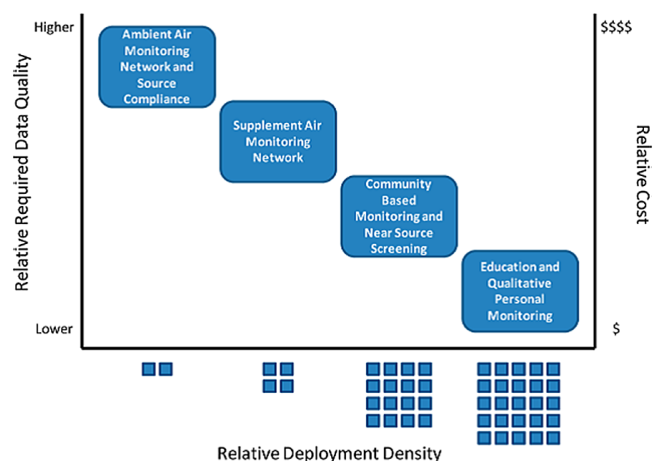 Higher
$$$$
Ambient Air
Monitoring
Network and
Source
Compliance
Supplement Air
Monitoring
Network
Community
Based
Monitoring and
Near Source
Screening
Education and
Qualitative
Personal
Monitoring
Relative Required Data Quality
Relative Cost
Lower
$
Relative Deployment Density